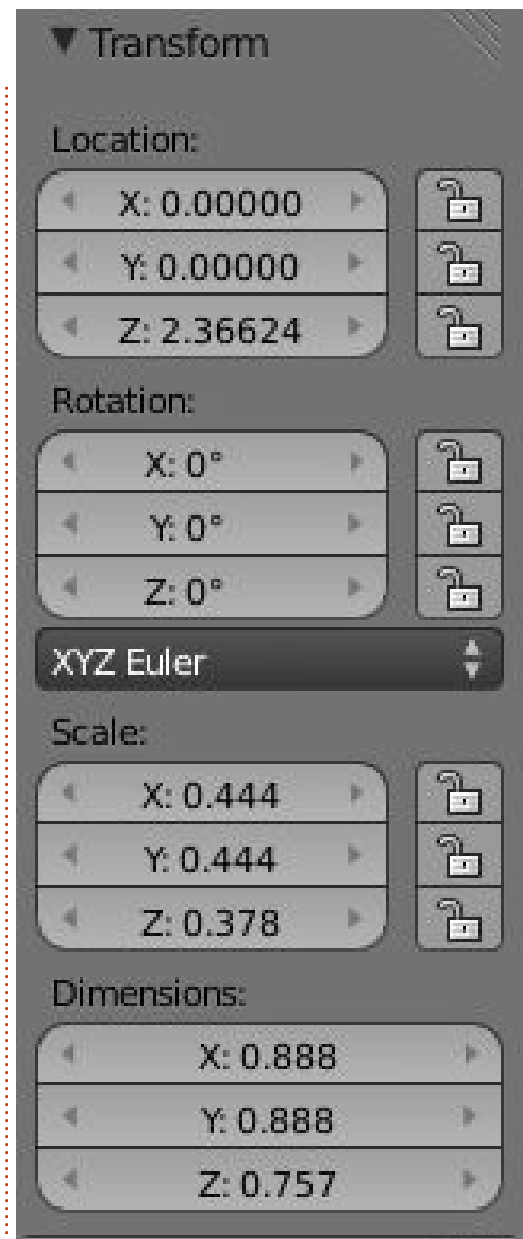 Transform
Location:
X: 0.00000
Y: 0.00000
Z: 2.36624
Rotation:
X: 0°
Y: 0°
Z: 0°
XYZ Euler
Scale:
X: 0.444
Y: 0.444
Z: 0.378
Dimensions:
X: 0.888
Y: 0.888
Z: 0.757